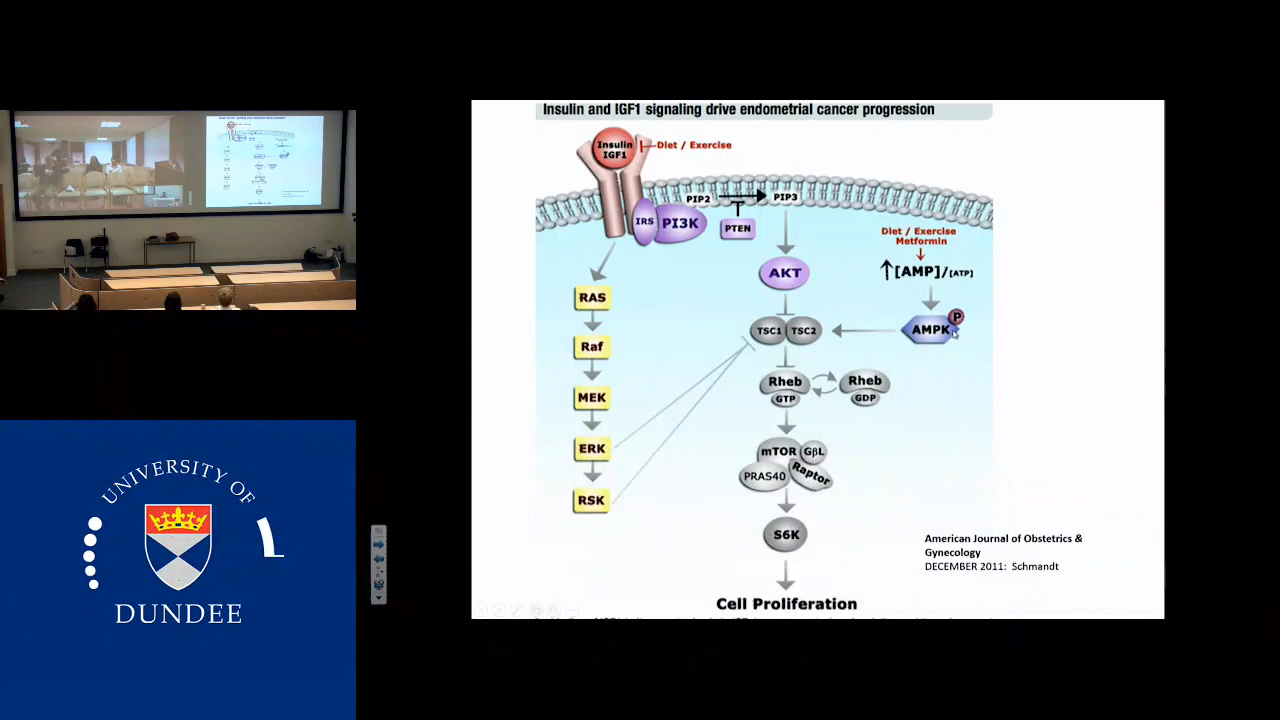 Insulin and IGF1 signaling drive endometrial cancer progression
Insulin
IGF1
Diet / Exercise
PIP2
PIP3
IRS
PI3K
PTEN
Diet / Exercise
Metformin
[AMP]/[ATP]
AKT
RAS
P
TSC1
TSC2
AMPK
Raf
Rheb
GTP
Rheb
GDP
MEK
ERK
mTOR
GβL
PRAS40
Raptor
RSK
S6K
Cell Proliferation
American Journal of Obstetrics &
Gynecology
DECEMBER 2011: Schmandt
UNIVERSITY OF
DUNDEE